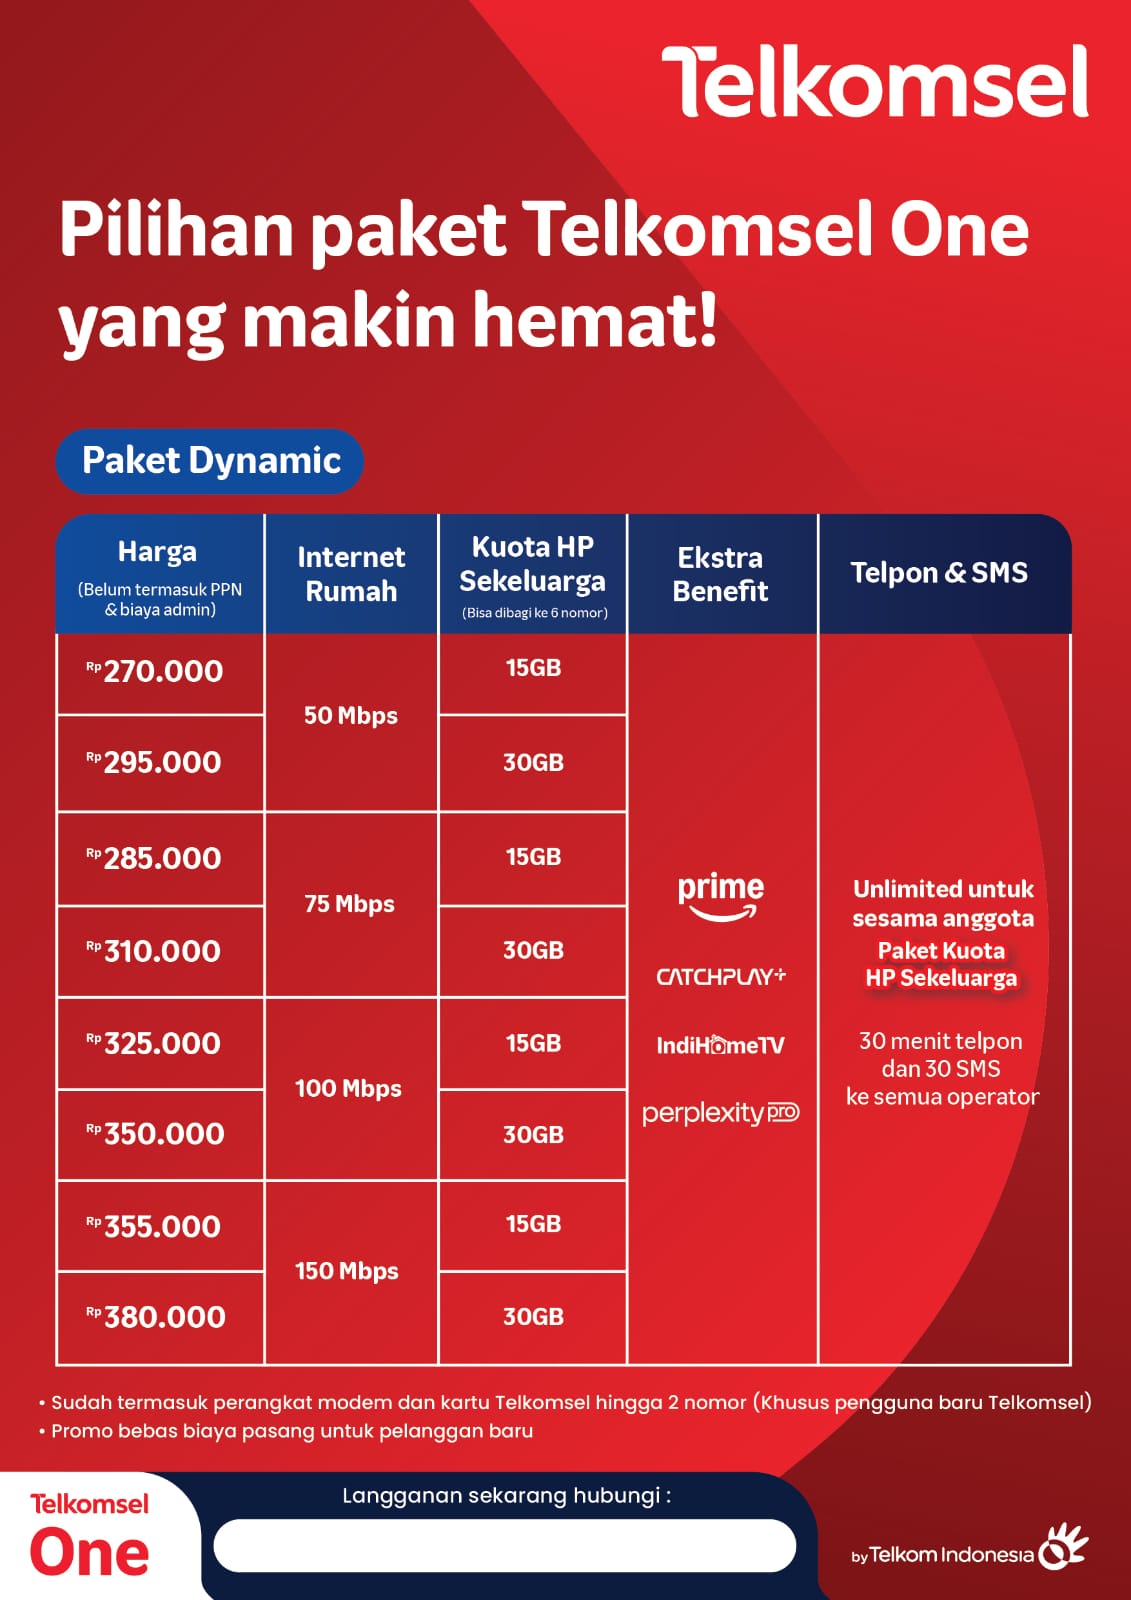 Telkomsel
Pilihan paket Telkomsel One
yang makin hemat!
Paket Dynamic
Harga
(Belum termasuk PPN
& biaya admin)
Internet
Rumah
Kuota HP
Sekeluarga
(Bisa dibagi ke 6 nomor)
Ekstra
Benefit
Telpon & SMS
Rp270.000
50 Mbps
15GB
Rp295.000
30GB
Rp285.000
75 Mbps
15GB
Rp310.000
30GB
Rp325.000
100 Mbps
15GB
Rp350.000
30GB
Rp355.000
150 Mbps
15GB
Rp380.000
30GB
prime
CATCHPLAY+
IndiHomeTV
perplexity pro
Unlimited untuk
sesama anggota
Paket Kuota
HP Sekeluarga
30 menit telpon
dan 30 SMS
ke semua operator
• Sudah termasuk perangkat modem dan kartu Telkomsel hingga 2 nomor (Khusus pengguna baru Telkomsel)
• Promo bebas biaya pasang untuk pelanggan baru
Telkomsel
One
Langganan sekarang hubungi :
by Telkom Indonesia